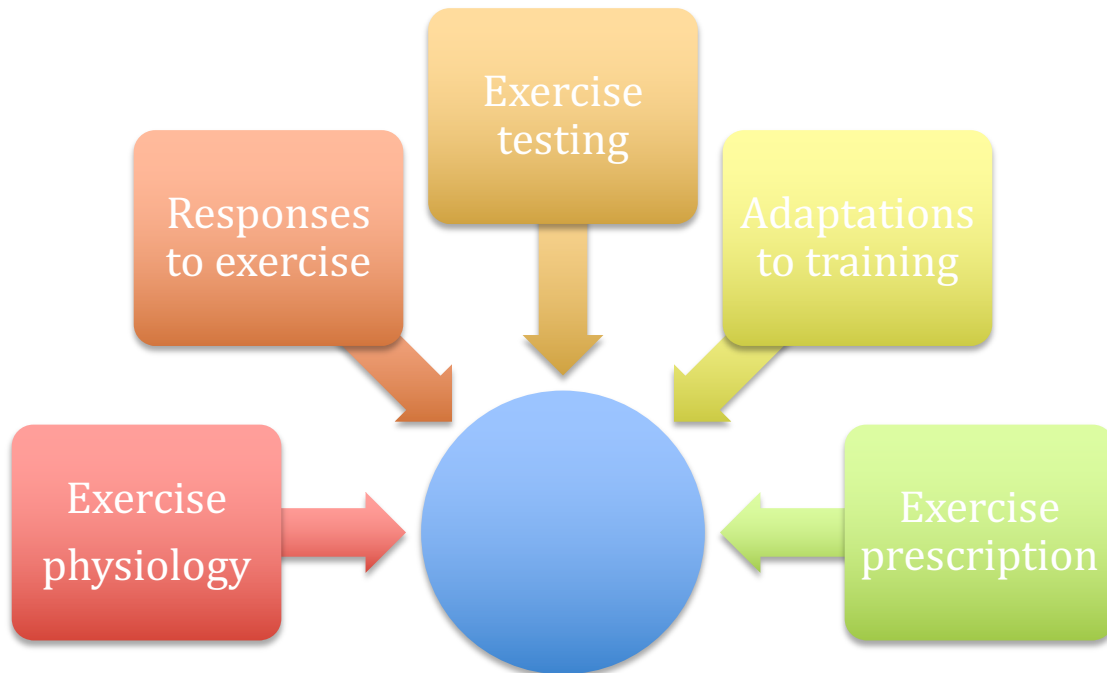 Exercise
testing
Responses
to exercise
Adaptations
to training
Exercise
physiology
Exercise
prescription